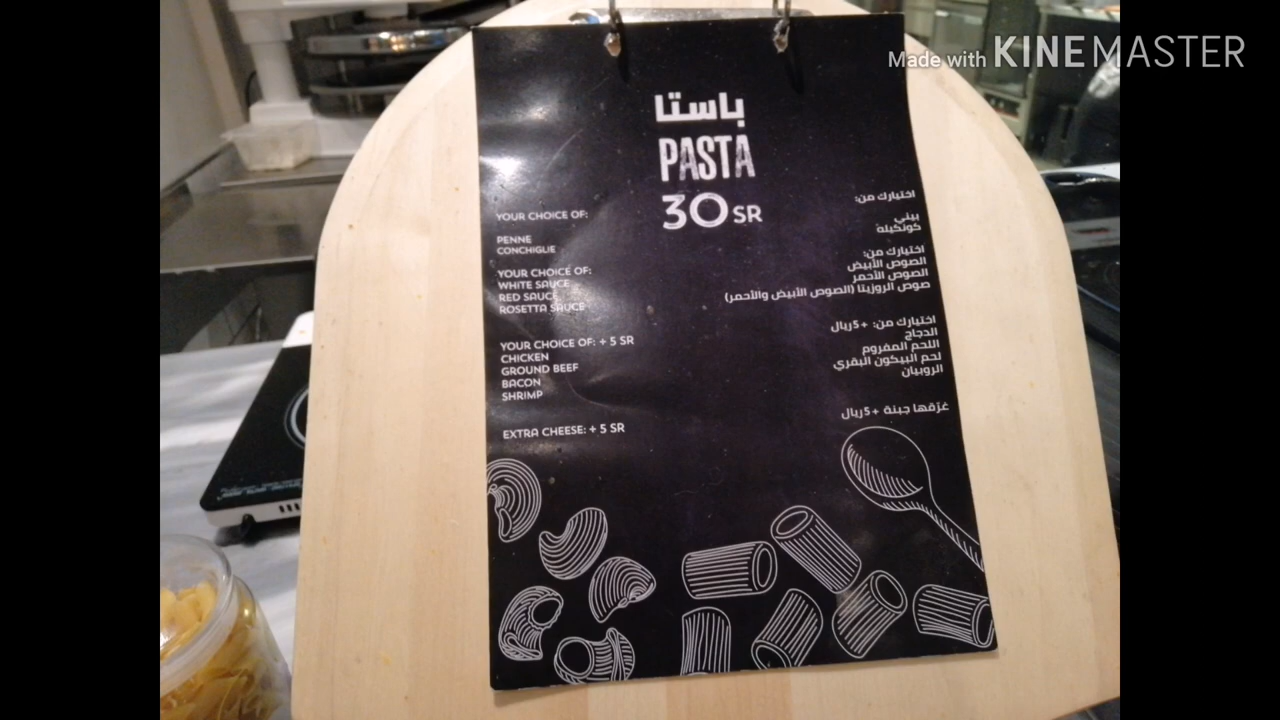 Made with KINEMASTER
باستا
PASTA
30 SR
YOUR CHOICE OF:
PENNE
CONCHIGLIE
YOUR CHOICE OF:
WHITE SAUCE
RED SAUCE
ROSETTA SAUCE
YOUR CHOICE OF: + 5 SR
CHICKEN
GROUND BEEF
BACON
SHRIMP
EXTRA CHEESE: + 5 SR
اختيارك من:
بيني
كونكيله
اختيارك من:
الصوص الأبيض
الصوص الأحمر
صوص الروزيتا (الصوص الأبيض والأحمر)
اختيارك من: +5ريال
الدجاج
اللحم المفروم
لحم البيكون البقري
الروبيان
غرّقها جبنة +5ريال